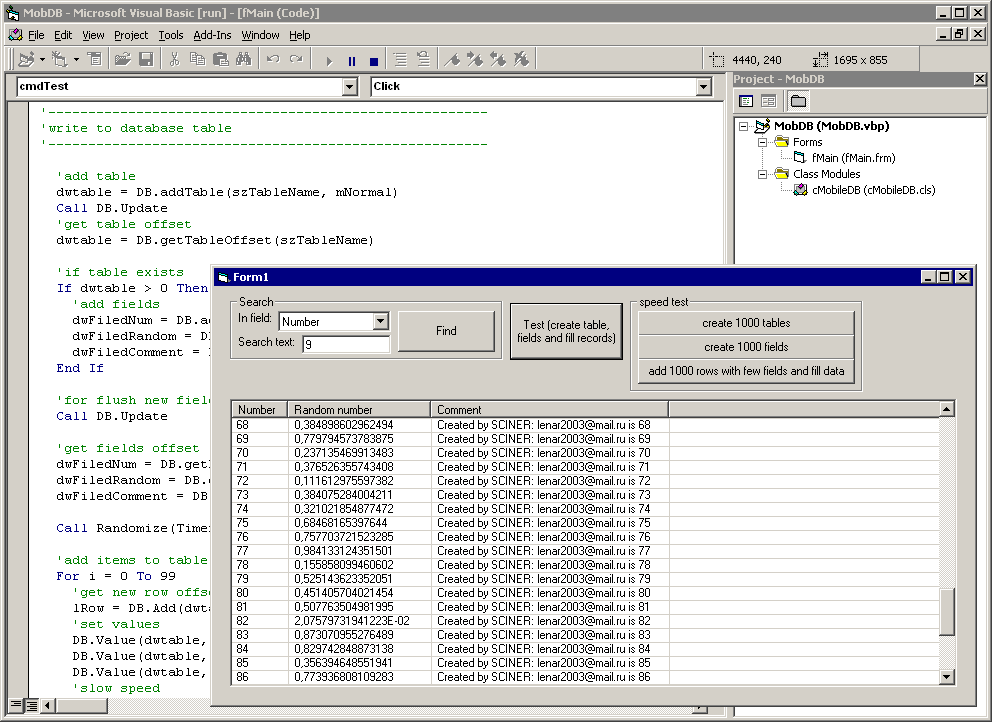 MobDB - Microsoft Visual Basic [run] - [fMain (Code)]
File Edit View Project Tools Add-Ins Window Help
4440, 240 1695 x 855
cmdTest Click
'-------------------------------------------------------
'write to database table
'-------------------------------------------------------
'add table
dwtable = DB.addTable(szTableName, mNormal)
Call DB.Update
'get table offset
dwtable = DB.getTableOffset(szTableName)
'if table exists
If dwtable > 0 Then
'add fields
dwFiledNum = DB.ad
dwFiledRandom = DB
dwFiledComment =
End If
'for flush new fiel
Call DB.Update
'get fields offset
dwFiledNum = DB.get
dwFiledRandom = DB.
dwFiledComment = DB
Call Randomize(Time
'add items to table
For i = 0 To 99
'get new row offs
lRow = DB.Add(dwta
'set values
DB.Value(dwtable,
DB.Value(dwtable,
DB.Value(dwtable,
'slow speed
Project - MobDB
MobDB (MobDB.vbp)
Forms
fMain (fMain.frm)
Class Modules
cMobileDB (cMobileDB.cls)
Form1
Search
In field: Number
Search text: 9
Find
Test (create table,
fields and fill records)
speed test
create 1000 tables
create 1000 fields
add 1000 rows with few fields and fill data
Number Random number Comment
68 0,384898602962494 Created by SCINER: lenar2003@mail.ru is 68
69 0,779794573783875 Created by SCINER: lenar2003@mail.ru is 69
70 0,237135469913483 Created by SCINER: lenar2003@mail.ru is 70
71 0,376526355743408 Created by SCINER: lenar2003@mail.ru is 71
72 0,111612975597382 Created by SCINER: lenar2003@mail.ru is 72
73 0,384075284004211 Created by SCINER: lenar2003@mail.ru is 73
74 0,321021854877472 Created by SCINER: lenar2003@mail.ru is 74
75 0,68468165397644 Created by SCINER: lenar2003@mail.ru is 75
76 0,757703721523285 Created by SCINER: lenar2003@mail.ru is 76
77 0,984133124351501 Created by SCINER: lenar2003@mail.ru is 77
78 0,155858099460602 Created by SCINER: lenar2003@mail.ru is 78
79 0,525143623352051 Created by SCINER: lenar2003@mail.ru is 79
80 0,451405704021454 Created by SCINER: lenar2003@mail.ru is 80
81 0,507763504981995 Created by SCINER: lenar2003@mail.ru is 81
82 2,07579731941223E-02 Created by SCINER: lenar2003@mail.ru is 82
83 0,873070955276489 Created by SCINER: lenar2003@mail.ru is 83
84 0,829742848873138 Created by SCINER: lenar2003@mail.ru is 84
85 0,356394648551941 Created by SCINER: lenar2003@mail.ru is 85
86 0,773936808109283 Created by SCINER: lenar2003@mail.ru is 86